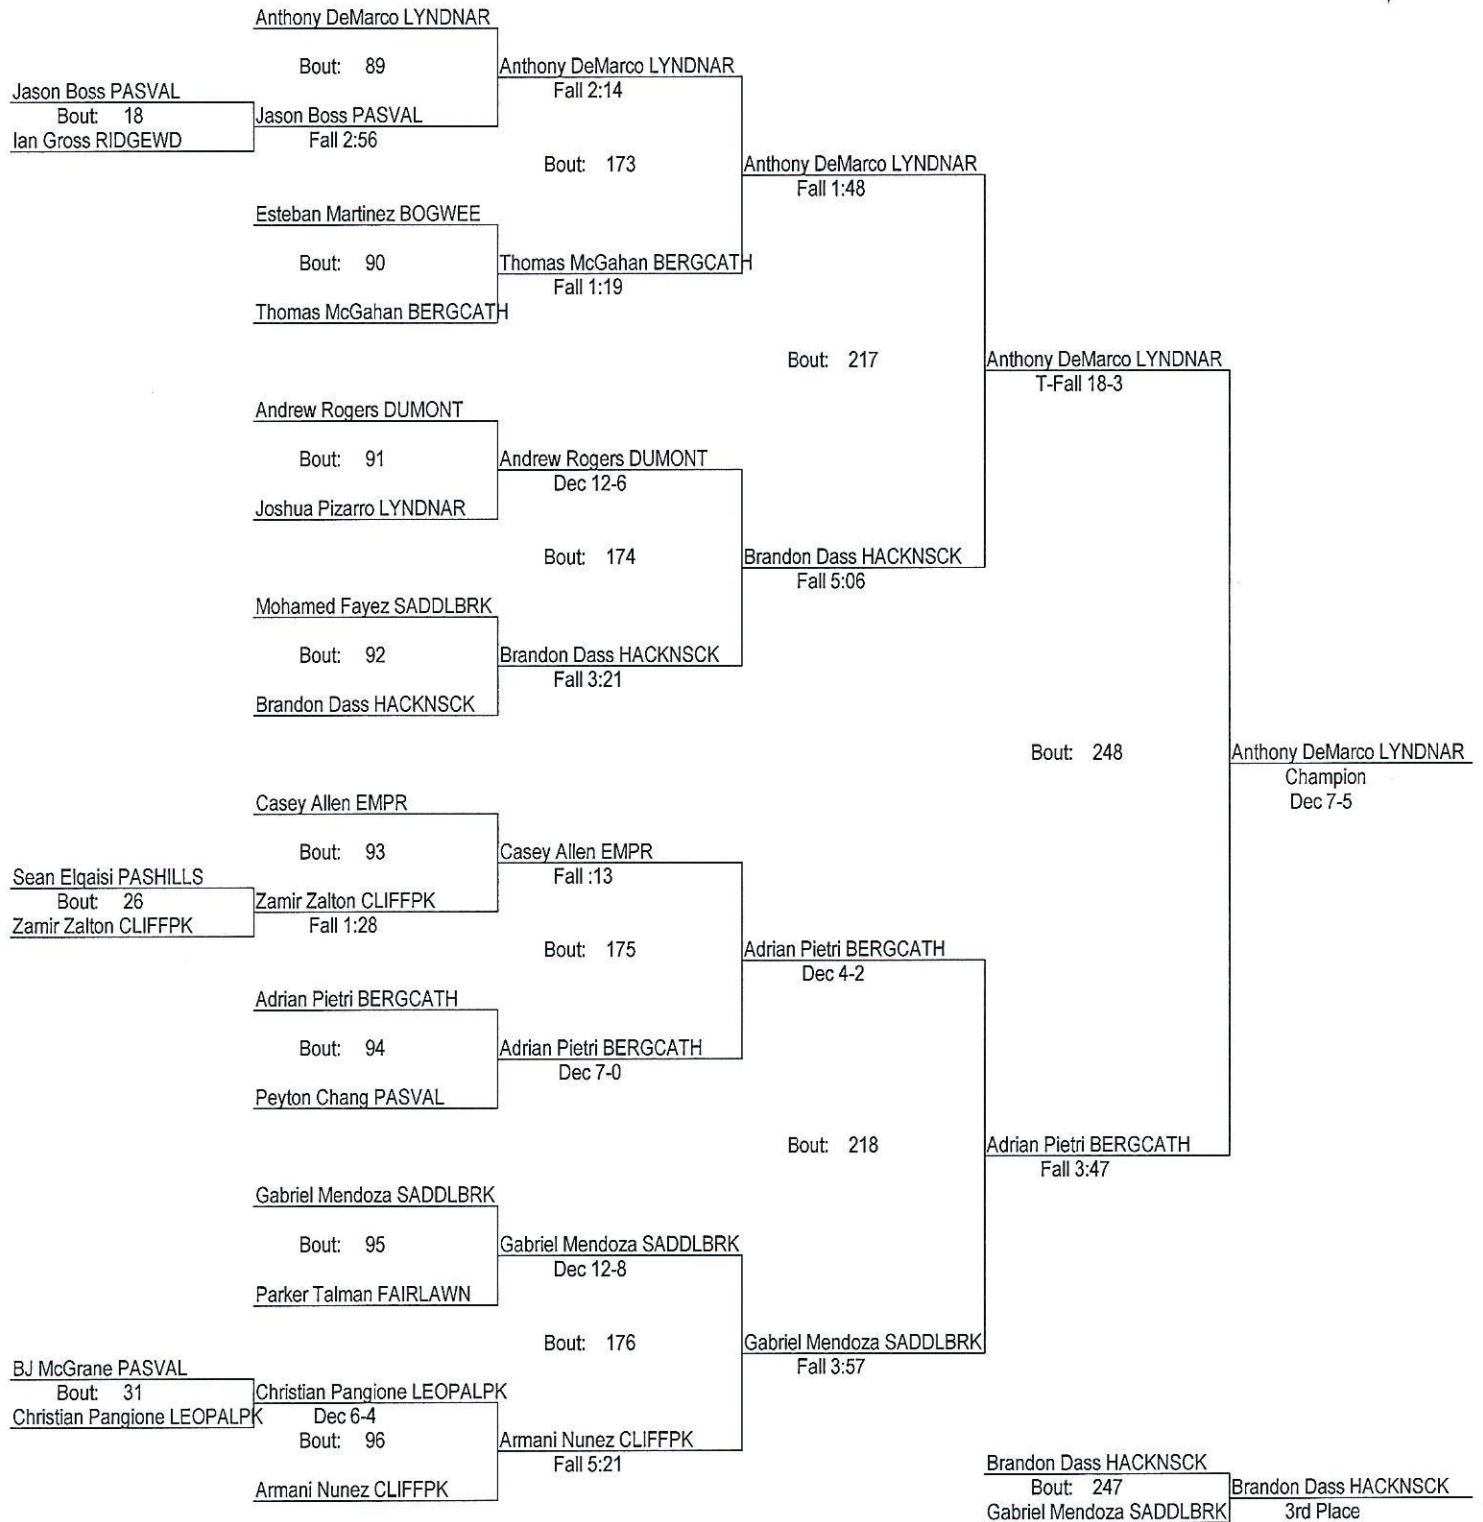 Anthony DeMarco LYNDNAR
Bout: 89
Anthony DeMarco LYNDNAR
Fall 2:14
Jason Boss PASVAL
Bout: 18
Ian Gross RIDGEWD
Jason Boss PASVAL
Fall 2:56
Bout: 173
Anthony DeMarco LYNDNAR
Fall 1:48
Esteban Martinez BOGWEE
Bout: 90
Thomas McGahan BERGCATH
Fall 1:19
Thomas McGahan BERGCATH
Bout: 217
Anthony DeMarco LYNDNAR
T-Fall 18-3
Andrew Rogers DUMONT
Bout: 91
Andrew Rogers DUMONT
Dec 12-6
Joshua Pizarro LYNDNAR
Bout: 174
Brandon Dass HACKNSCK
Fall 5:06
Mohamed Fayez SADDLBRK
Bout: 92
Brandon Dass HACKNSCK
Fall 3:21
Brandon Dass HACKNSCK
Bout: 248
Anthony DeMarco LYNDNAR
Champion
Dec 7-5
Casey Allen EMPR
Bout: 93
Casey Allen EMPR
Fall :13
Sean Elqaisi PASHILLS
Bout: 26
Zamir Zalton CLIFFPK
Zamir Zalton CLIFFPK
Fall 1:28
Bout: 175
Adrian Pietri BERGCATH
Dec 4-2
Adrian Pietri BERGCATH
Bout: 94
Adrian Pietri BERGCATH
Dec 7-0
Peyton Chang PASVAL
Bout: 218
Adrian Pietri BERGCATH
Fall 3:47
Gabriel Mendoza SADDLBRK
Bout: 95
Gabriel Mendoza SADDLBRK
Dec 12-8
Parker Talman FAIRLAWN
Bout: 176
Gabriel Mendoza SADDLBRK
Fall 3:57
BJ McGrane PASVAL
Bout: 31
Christian Pangione LEOPALPK
Christian Pangione LEOPALPK
Dec 6-4
Bout: 96
Armani Nunez CLIFFPK
Fall 5:21
Armani Nunez CLIFFPK
Brandon Dass HACKNSCK
Bout: 247
Gabriel Mendoza SADDLBRK
Brandon Dass HACKNSCK
3rd Place